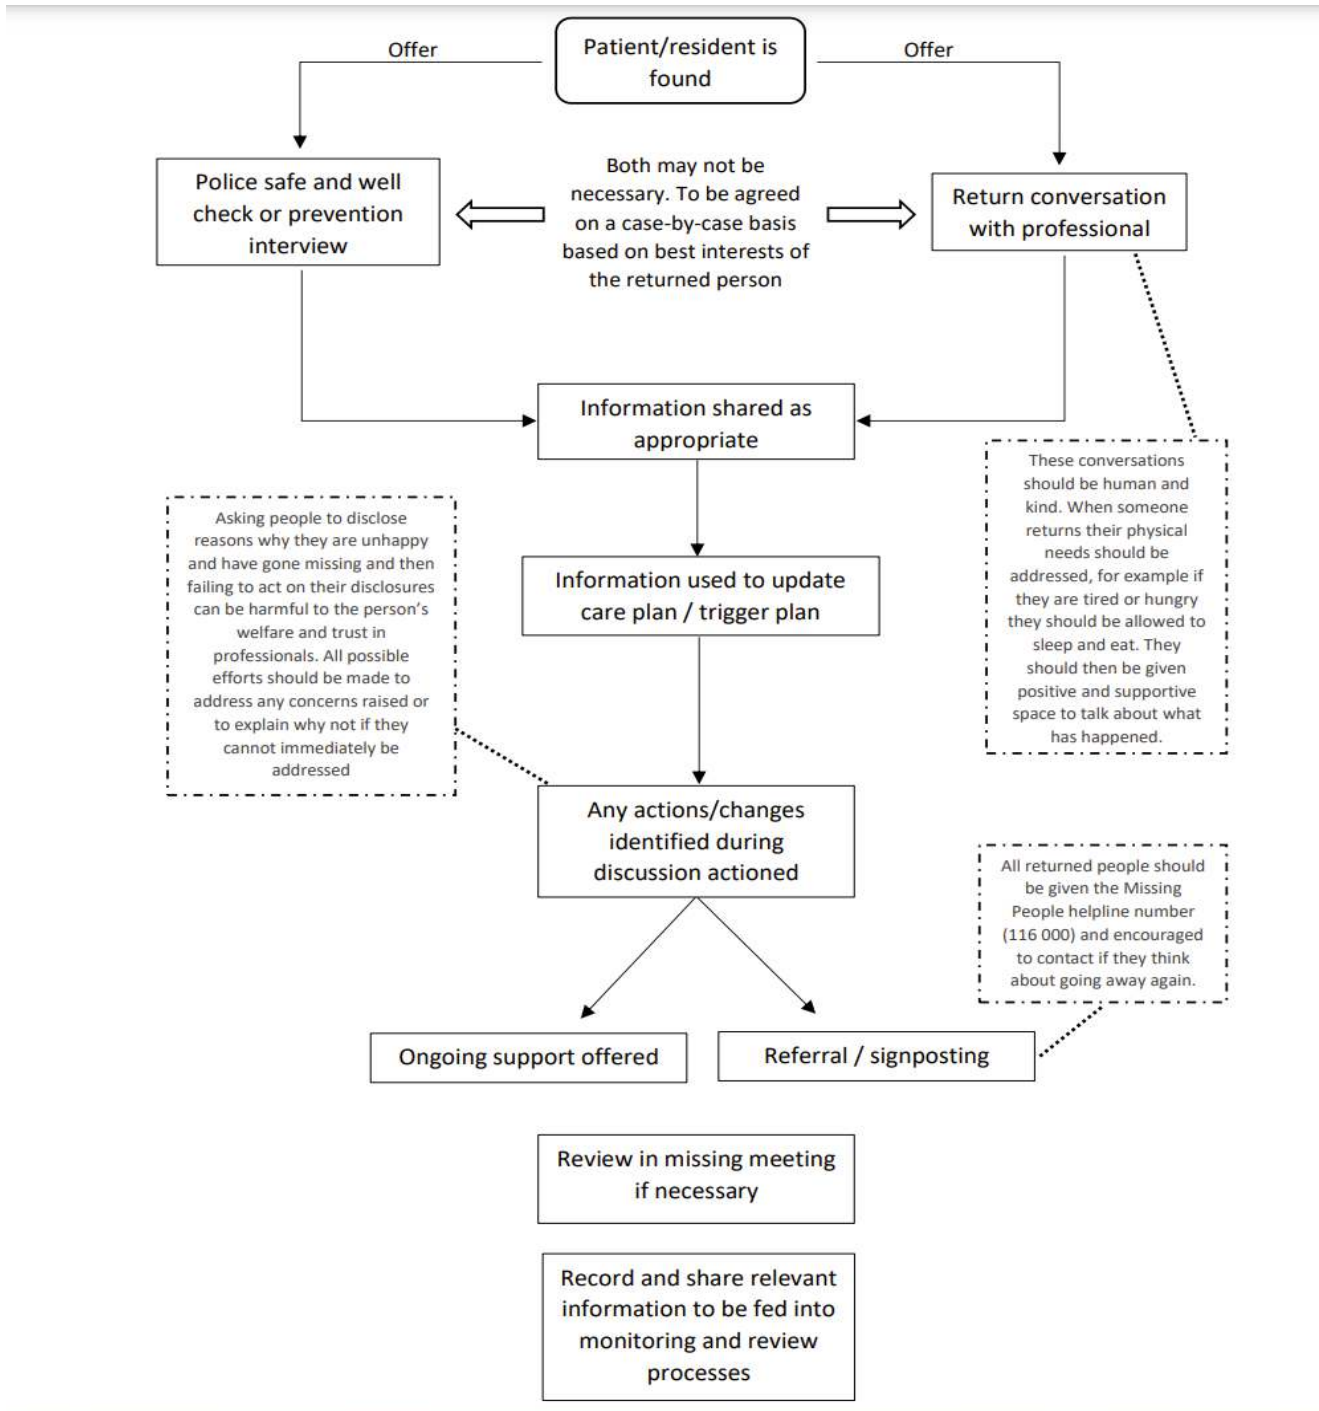 Patient/resident is
found
Offer
Offer
Police safe and well
check or prevention
interview
Both may not be
necessary. To be agreed
on a case-by-case basis
based on best interests of
the returned person
Return conversation
with professional
Information shared as
appropriate
These conversations
should be human and
kind. When someone
returns their physical
needs should be
addressed, for example if
they are tired or hungry
they should be allowed to
sleep and eat. They
should then be given
positive and supportive
space to talk about what
has happened.
Asking people to disclose
reasons why they are unhappy
and have gone missing and then
failing to act on their disclosures
can be harmful to the person’s
welfare and trust in
professionals. All possible
efforts should be made to
address any concerns raised or
to explain why not if they
cannot immediately be
addressed
Information used to update
care plan / trigger plan
Any actions/changes
identified during
discussion actioned
All returned people should
be given the Missing
People helpline number
(116 000) and encouraged
to contact if they think
about going away again.
Ongoing support offered
Referral / signposting
Review in missing meeting
if necessary
Record and share relevant
information to be fed into
monitoring and review
processes